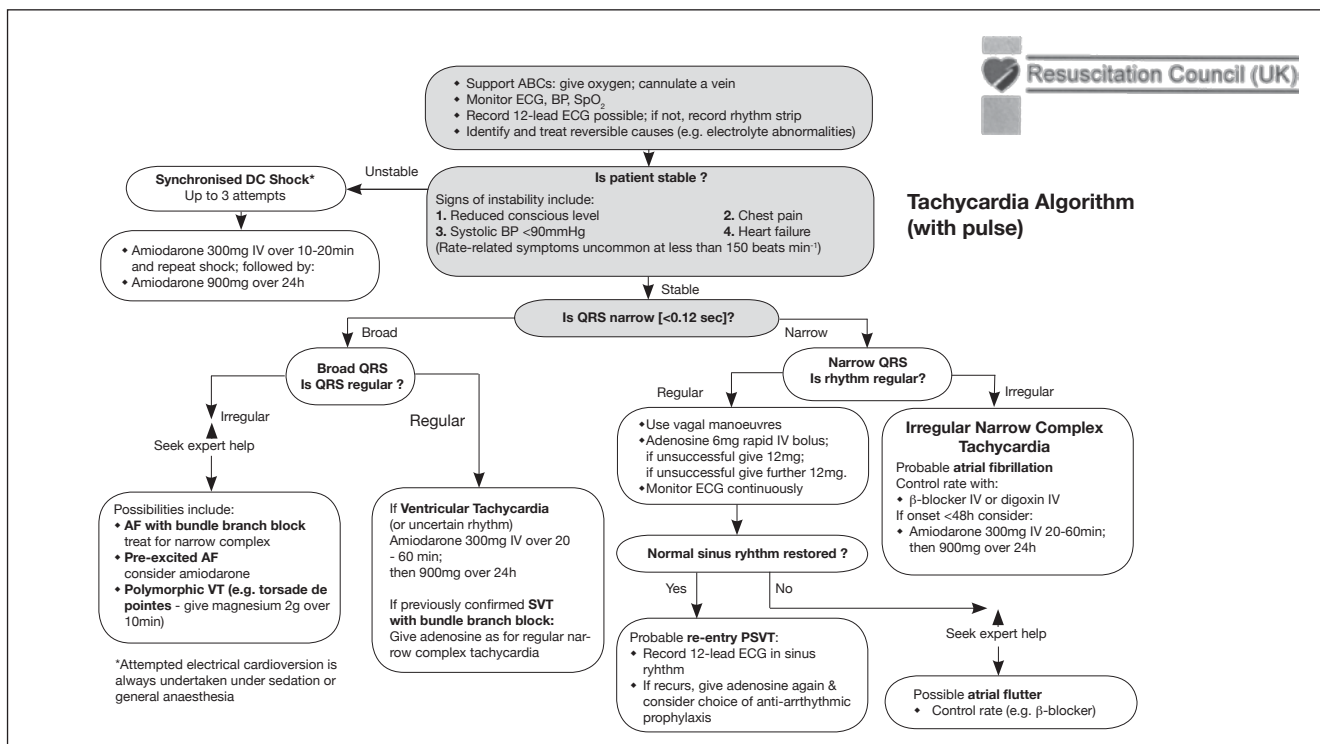 Resuscitation Council (UK)
Tachycardia Algorithm
(with pulse)
◆ Support ABCs: give oxygen; cannulate a vein
◆ Monitor ECG, BP, SpO₂
◆ Record 12-lead ECG possible; if not, record rhythm strip
◆ Identify and treat reversible causes (e.g. electrolyte abnormalities)
Is patient stable ?
Signs of instability include:
1. Reduced conscious level 2. Chest pain
3. Systolic BP <90mmHg 4. Heart failure
(Rate-related symptoms uncommon at less than 150 beats min⁻¹)
Unstable
Synchronised DC Shock*
Up to 3 attempts
◆ Amiodarone 300mg IV over 10-20min
and repeat shock; followed by:
◆ Amiodarone 900mg over 24h
Stable
Is QRS narrow [<0.12 sec]?
Broad
Narrow
Broad QRS
Is QRS regular ?
Irregular
Seek expert help
Regular
Possibilities include:
◆ AF with bundle branch block
treat for narrow complex
◆ Pre-excited AF
consider amiodarone
◆ Polymorphic VT (e.g. torsade de
pointes - give magnesium 2g over
10min)
If Ventricular Tachycardia
(or uncertain rhythm)
Amiodarone 300mg IV over 20
- 60 min;
then 900mg over 24h
If previously confirmed SVT
with bundle branch block:
Give adenosine as for regular nar-
row complex tachycardia
Narrow QRS
Is rhythm regular?
Regular
Irregular
◆ Use vagal manoeuvres
◆ Adenosine 6mg rapid IV bolus;
if unsuccessful give 12mg;
if unsuccessful give further 12mg.
◆ Monitor ECG continuously
Irregular Narrow Complex
Tachycardia
Probable atrial fibrillation
Control rate with:
◆ β-blocker IV or digoxin IV
If onset <48h consider:
◆ Amiodarone 300mg IV 20-60min;
then 900mg over 24h
Normal sinus ryhthm restored ?
Yes
No
Probable re-entry PSVT:
◆ Record 12-lead ECG in sinus
ryhthm
◆ If recurs, give adenosine again &
consider choice of anti-arrhythmic
prophylaxis
Seek expert help
Possible atrial flutter
◆ Control rate (e.g. β-blocker)
*Attempted electrical cardioversion is
always undertaken under sedation or
general anaesthesia